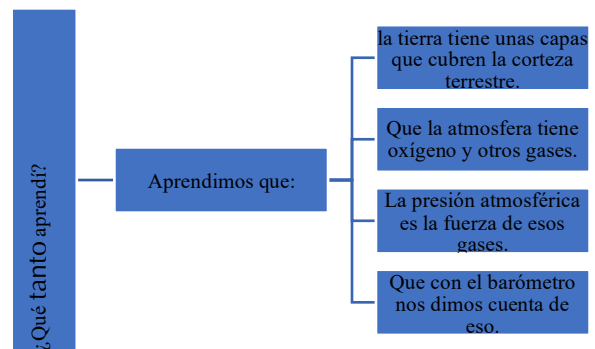 ¿Qué tanto aprendí?
Aprendimos que:
la tierra tiene unas capas
que cubren la corteza
terrestre.
Que la atmosfera tiene
oxígeno y otros gases.
La presión atmosférica
es la fuerza de esos
gases.
Que con el barómetro
nos dimos cuenta de
eso.